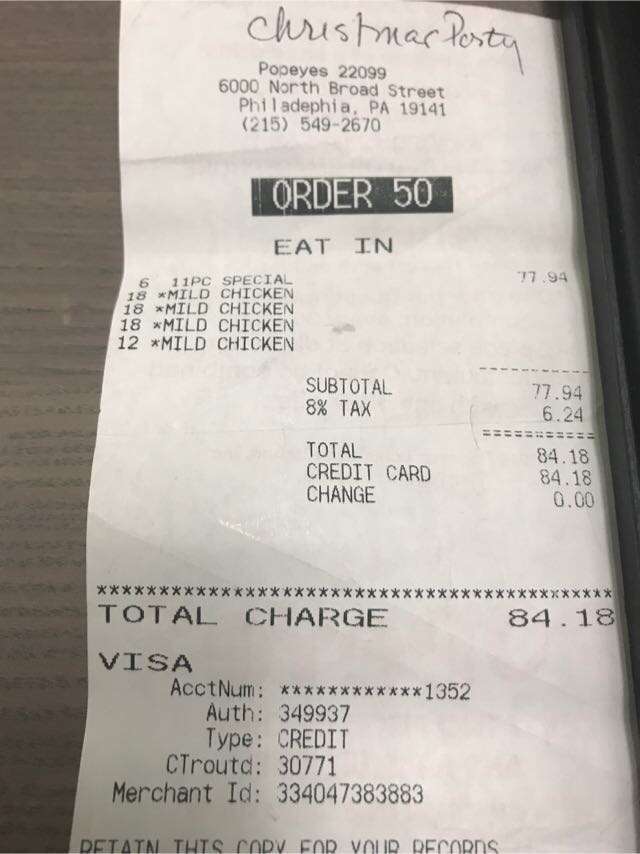 Christmas Party
Popeyes 22099
6000 North Broad Street
Philadephia, PA 19141
(215) 549-2670
ORDER 50
EAT IN
6 11PC SPECIAL 77.94
18 *MILD CHICKEN
18 *MILD CHICKEN
18 *MILD CHICKEN
12 *MILD CHICKEN
------------
SUBTOTAL 77.94
8% TAX 6.24
============
TOTAL 84.18
CREDIT CARD 84.18
CHANGE 0.00
******************************************
TOTAL CHARGE 84.18
VISA
AcctNum: ************1352
Auth: 349937
Type: CREDIT
CTroutd: 30771
Merchant Id: 334047383883
RETAIN THIS COPY FOR YOUR RECORDS